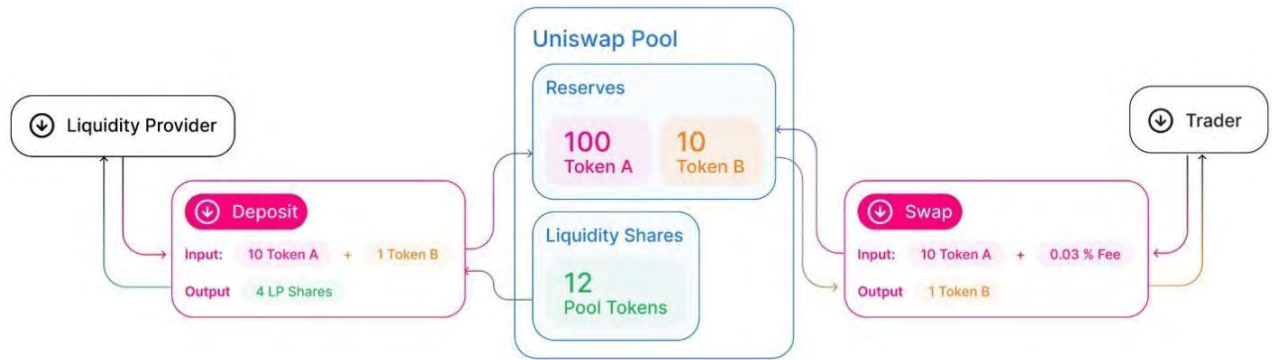 Uniswap Pool
Reserves
100
Token A
10
Token B
Liquidity Shares
12
Pool Tokens
Liquidity Provider
Deposit
Input: 10 Token A + 1 Token B
Output 4 LP Shares
Trader
Swap
Input: 10 Token A + 0.03 % Fee
Output 1 Token B